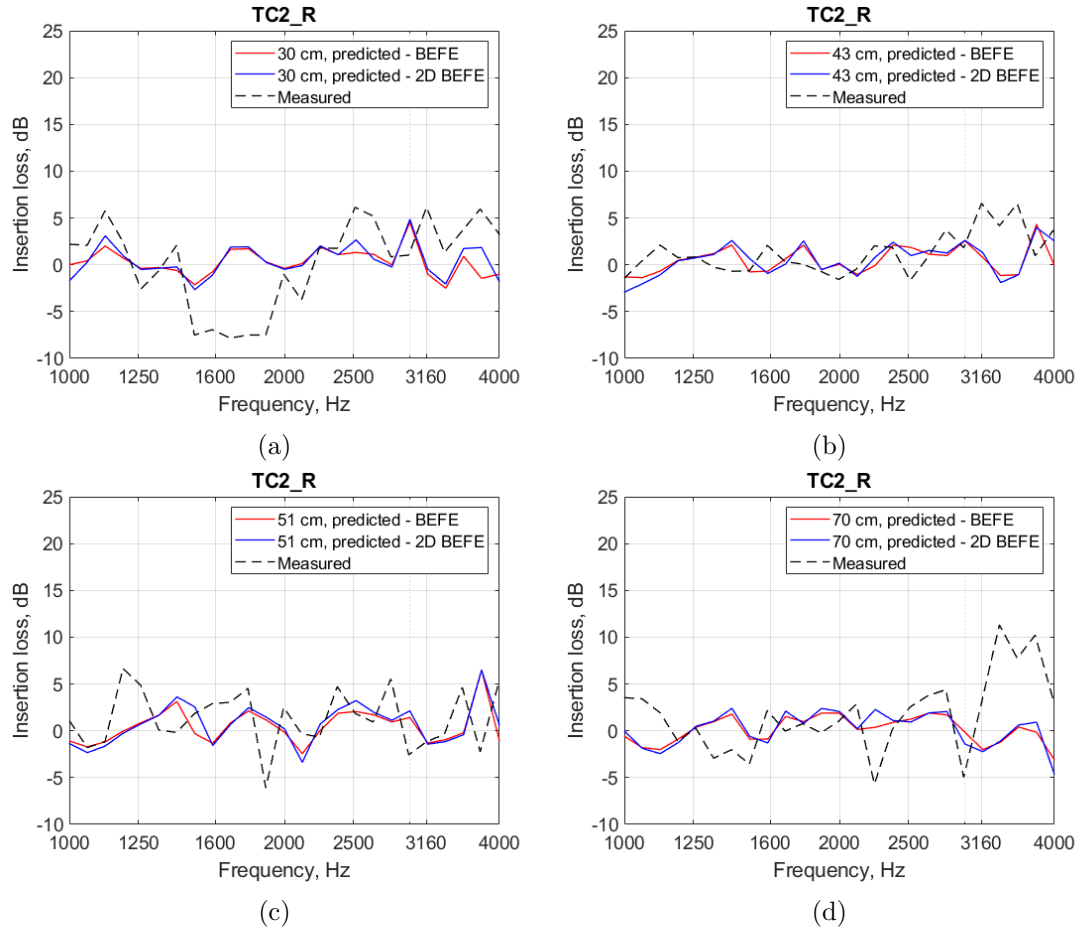 TC2_R
30 cm, predicted - BEFE
30 cm, predicted - 2D BEFE
Measured
Insertion loss, dB
25
20
15
10
5
0
-5
-10
1000 1250 1600 2000 2500 3160 4000
Frequency, Hz
(a)
TC2_R
43 cm, predicted - BEFE
43 cm, predicted - 2D BEFE
Measured
Insertion loss, dB
25
20
15
10
5
0
-5
-10
1000 1250 1600 2000 2500 3160 4000
Frequency, Hz
(b)
TC2_R
51 cm, predicted - BEFE
51 cm, predicted - 2D BEFE
Measured
Insertion loss, dB
25
20
15
10
5
0
-5
-10
1000 1250 1600 2000 2500 3160 4000
Frequency, Hz
(c)
TC2_R
70 cm, predicted - BEFE
70 cm, predicted - 2D BEFE
Measured
Insertion loss, dB
25
20
15
10
5
0
-5
-10
1000 1250 1600 2000 2500 3160 4000
Frequency, Hz
(d)